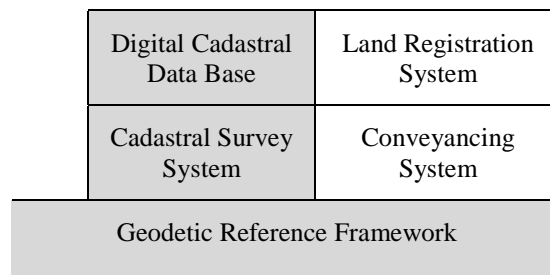 Digital Cadastral
Data Base
Land Registration
System
Cadastral Survey
System
Conveyancing
System
Geodetic Reference Framework